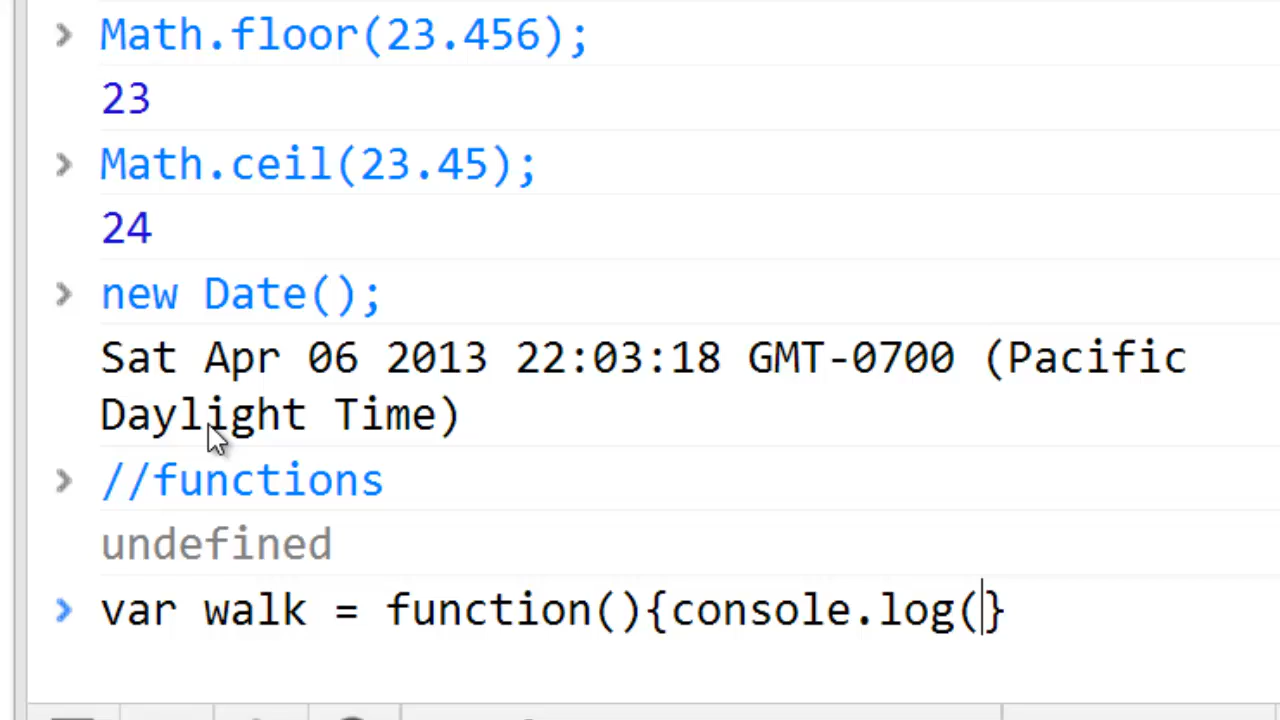 Math.floor(23.456);
23
Math.ceil(23.45);
24
new Date();
Sat Apr 06 2013 22:03:18 GMT-0700 (Pacific
Daylight Time)
//functions
undefined
var walk = function(){console.log(}